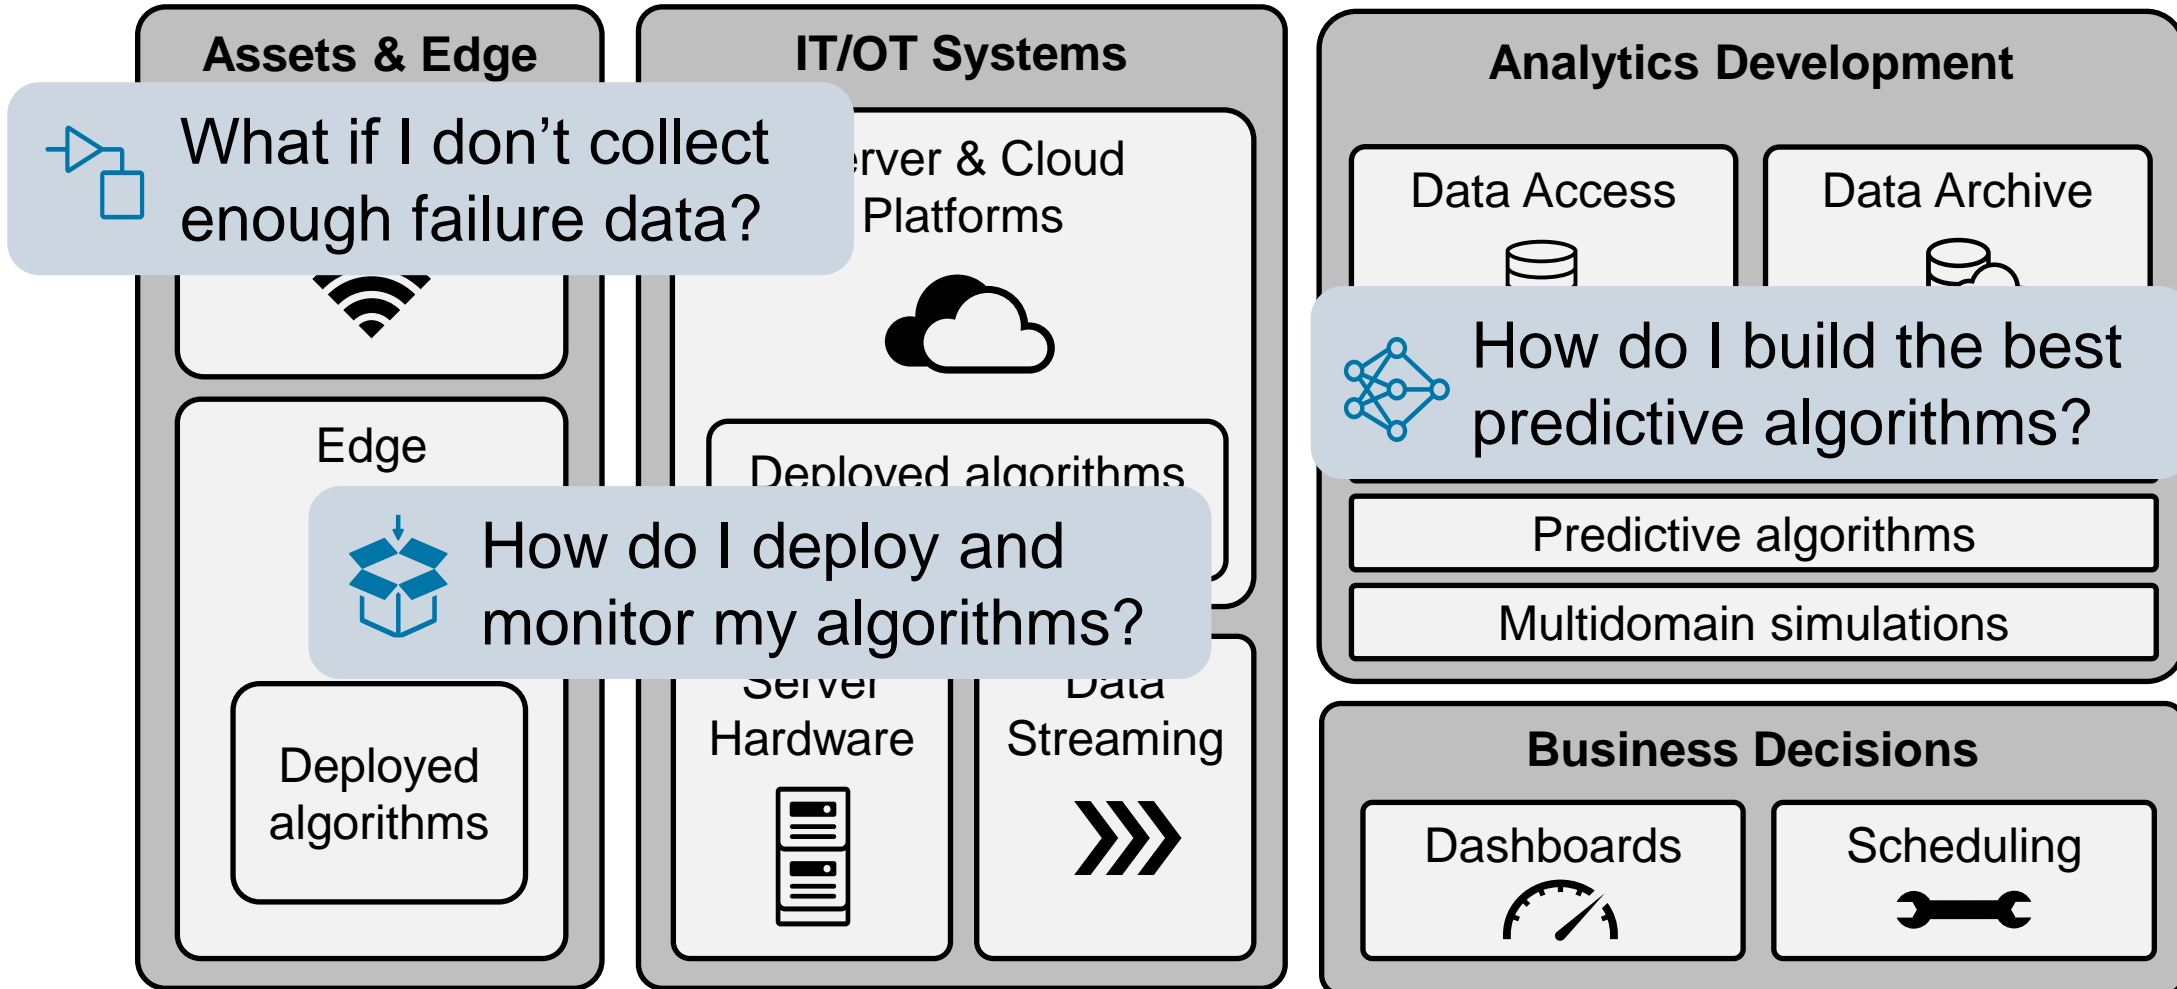 Assets & Edge
What if I don’t collect
enough failure data?
Edge
Deployed
algorithms
IT/OT Systems
& Cloud
Platforms
Deployed algorithms
How do I deploy and
monitor my algorithms?
Server
Hardware
Data
Streaming
Analytics Development
Data Access
Data Archive
How do I build the best
predictive algorithms?
Predictive algorithms
Multidomain simulations
Business Decisions
Dashboards
Scheduling